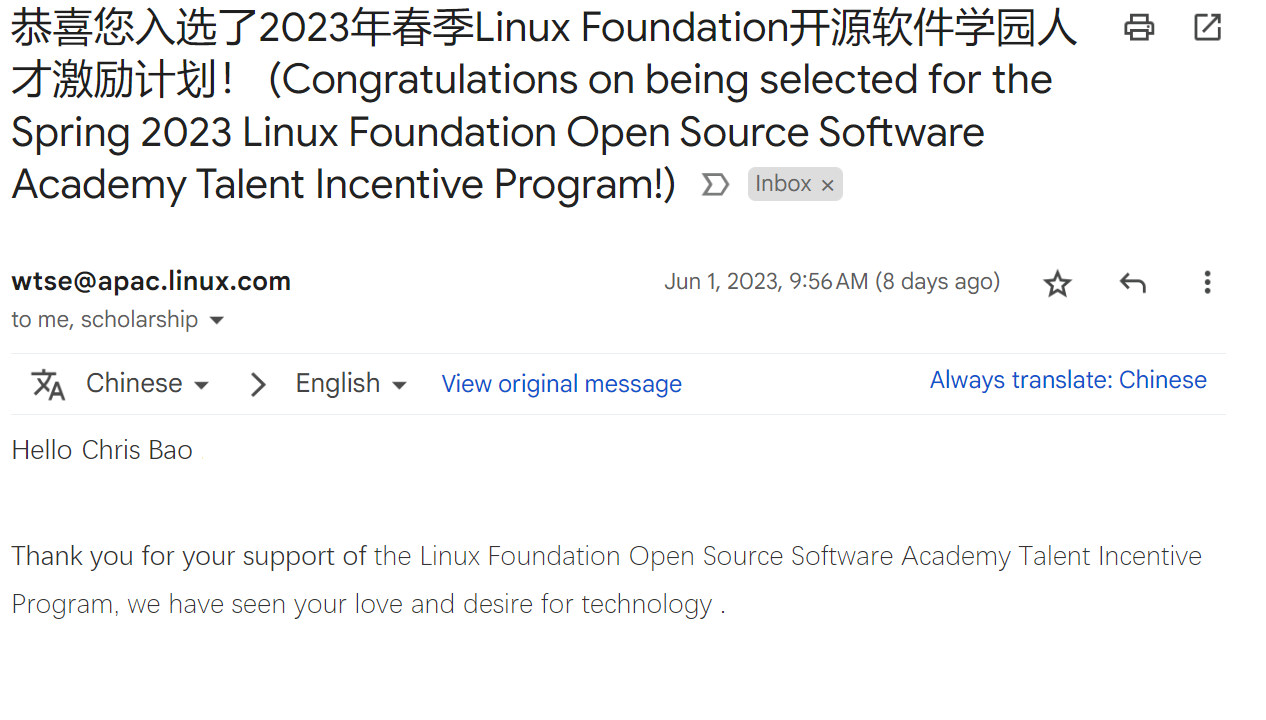 恭喜您入选了2023年春季Linux Foundation开源软件学园人
才激励计划！ (Congratulations on being selected for the
Spring 2023 Linux Foundation Open Source Software
Academy Talent Incentive Program!) Inbox ×
wtse@apac.linux.com Jun 1, 2023, 9:56 AM (8 days ago)
to me, scholarship
Chinese English View original message Always translate: Chinese
Hello Chris Bao
Thank you for your support of the Linux Foundation Open Source Software Academy Talent Incentive
Program, we have seen your love and desire for technology .